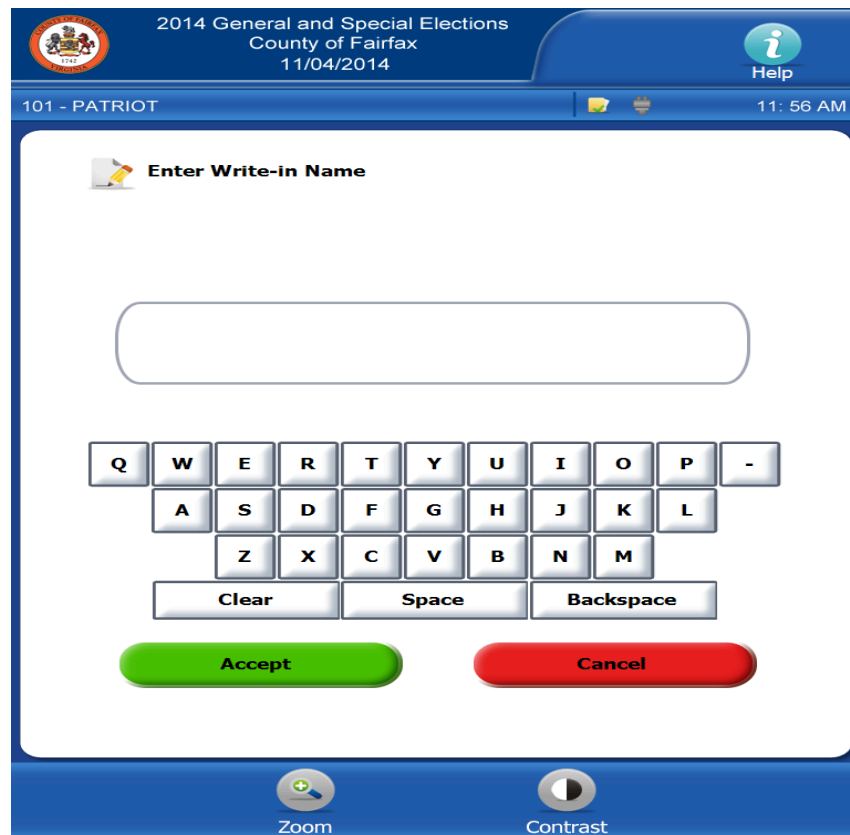 2014 General and Special Elections
County of Fairfax
11/04/2014
Help
101 - PATRIOT
11: 56 AM
Enter Write-in Name
Q W E R T Y U I O P -
A S D F G H J K L
Z X C V B N M
Clear Space Backspace
Accept Cancel
Zoom Contrast